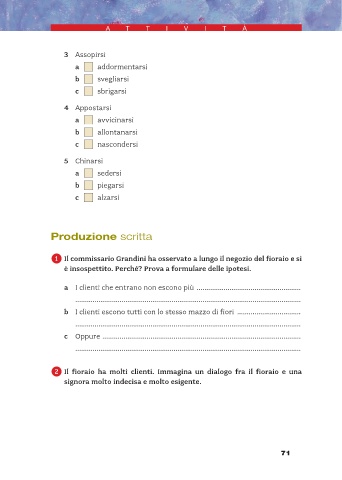 ATTIVITÀ
3 Assopirsi
a addormentarsi
b svegliarsi
c sbrigarsi
4 Appostarsi
a avvicinarsi
b allontanarsi
c nascondersi
5 Chinarsi
a sedersi
b piegarsi
c alzarsi
Produzione scritta
1 Il commissario Grandini ha osservato a lungo il negozio del fioraio e si
è insospettito. Perché? Prova a formulare delle ipotesi.
a I clienti che entrano non escono più ................................................
........................................................................................................
b I clienti escono tutti con lo stesso mazzo di fiori .............................
........................................................................................................
c Oppure ...........................................................................................
........................................................................................................
2 Il fioraio ha molti clienti. Immagina un dialogo fra il fioraio e una
signora molto indecisa e molto esigente.
71